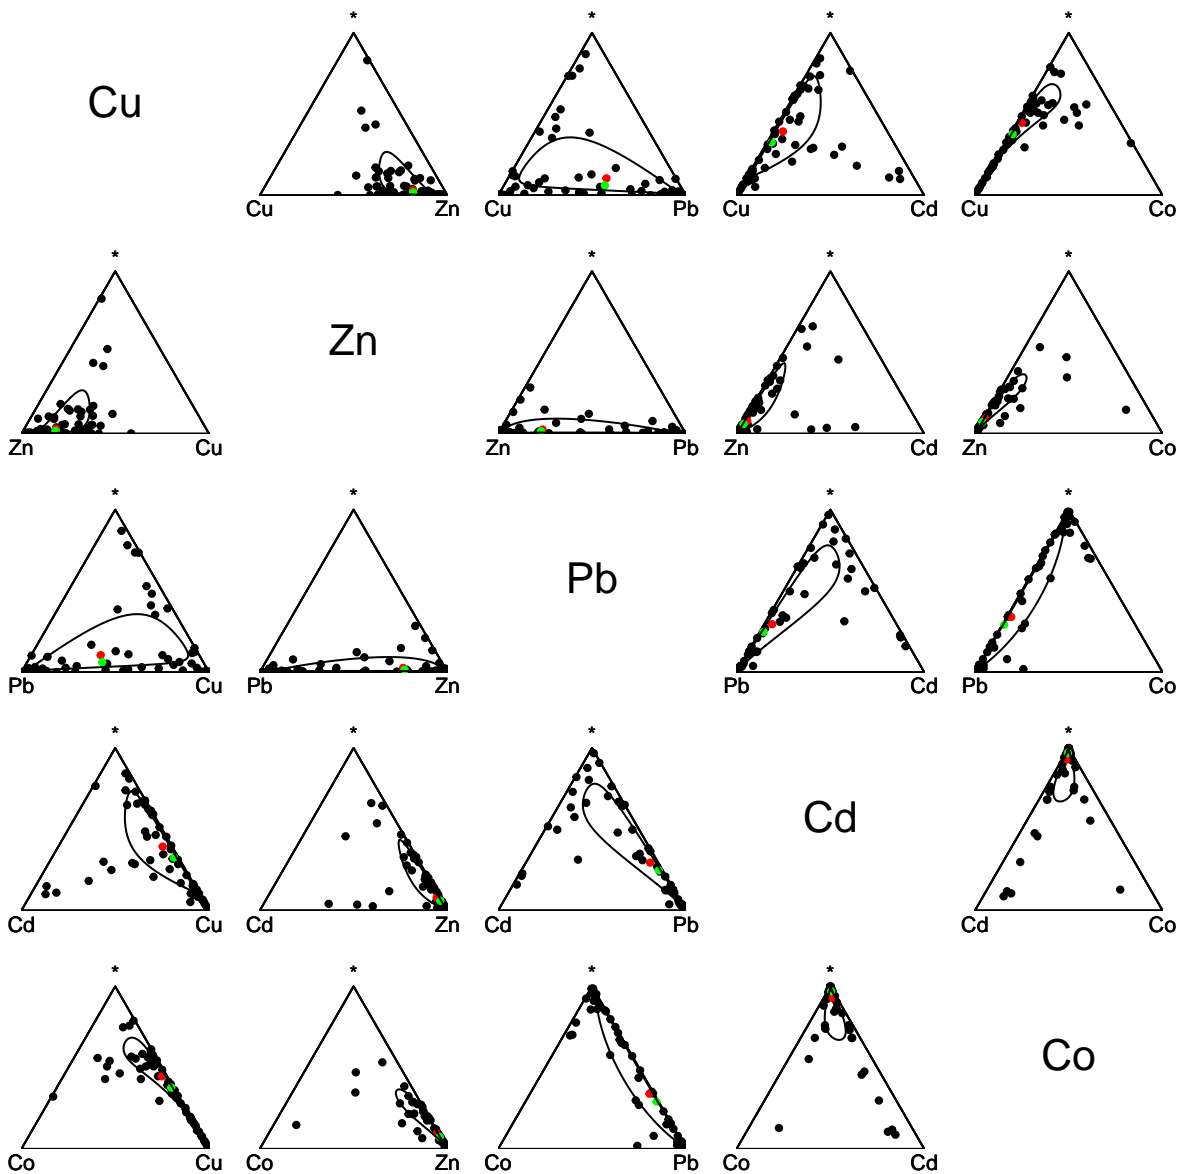 * * * *
Cu
Cu Zn Cu Pb Cu Cd Cu Co
* * * *
Zn
Zn Cu Zn Pb Zn Cd Zn Co
* * * *
Pb
Pb Cu Pb Zn Pb Cd Pb Co
* * * *
Cd
Cd Cu Cd Zn Cd Pb Cd Co
* * * *
Co
Co Cu Co Zn Co Pb Co Cd